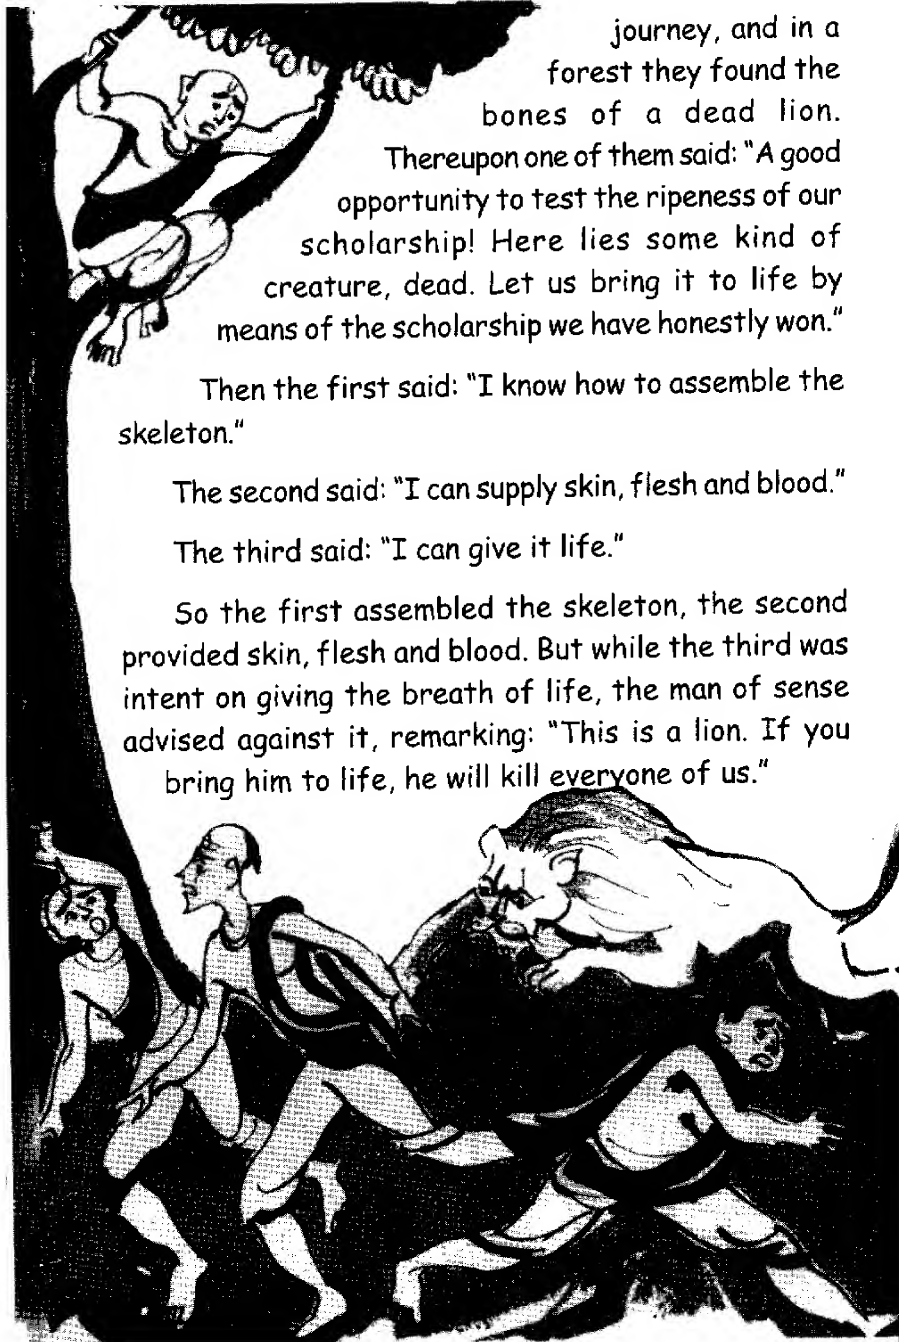 journey, and in a
forest they found the
bones of a dead lion.
Thereupon one of them said: "A good
opportunity to test the ripeness of our
scholarship! Here lies some kind of
creature, dead. Let us bring it to life by
means of the scholarship we have honestly won."
Then the first said: "I know how to assemble the
skeleton."
The second said: "I can supply skin, flesh and blood."
The third said: "I can give it life."
So the first assembled the skeleton, the second
provided skin, flesh and blood. But while the third was
intent on giving the breath of life, the man of sense
advised against it, remarking: "This is a lion. If you
bring him to life, he will kill everyone of us."